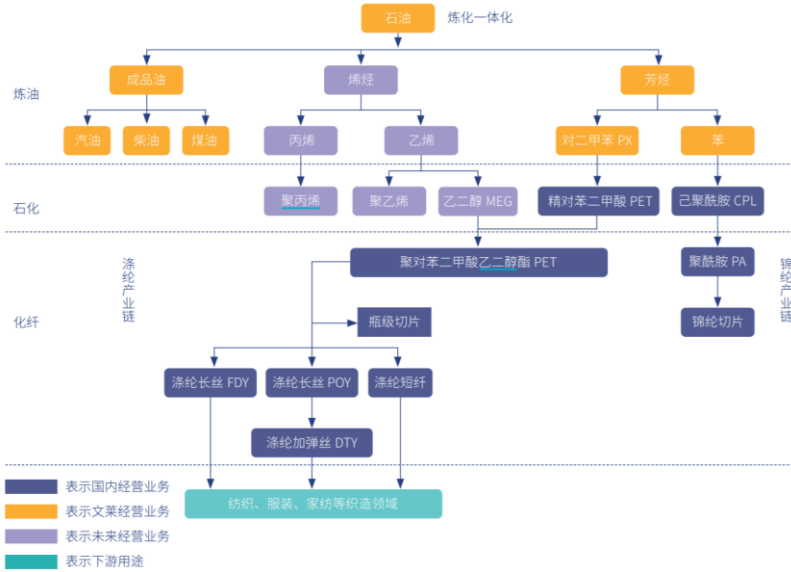 石油
炼化一体化
成品油
烯烃
芳烃
炼油
汽油
柴油
煤油
丙烯
乙烯
对二甲苯 PX
苯
石化
聚丙烯
聚乙烯
乙二醇 MEG
精对苯二甲酸 PET
己聚酰胺 CPL
涤纶产业链
聚对苯二甲酸乙二醇酯 PET
聚酰胺 PA
锦纶产业链
化纤
瓶级切片
锦纶切片
涤纶长丝 FDY
涤纶长丝 POY
涤纶短纤
涤纶加弹丝 DTY
表示国内经营业务
纺织、服装、家纺等织造领域
表示文莱经营业务
表示未来经营业务
表示下游用途